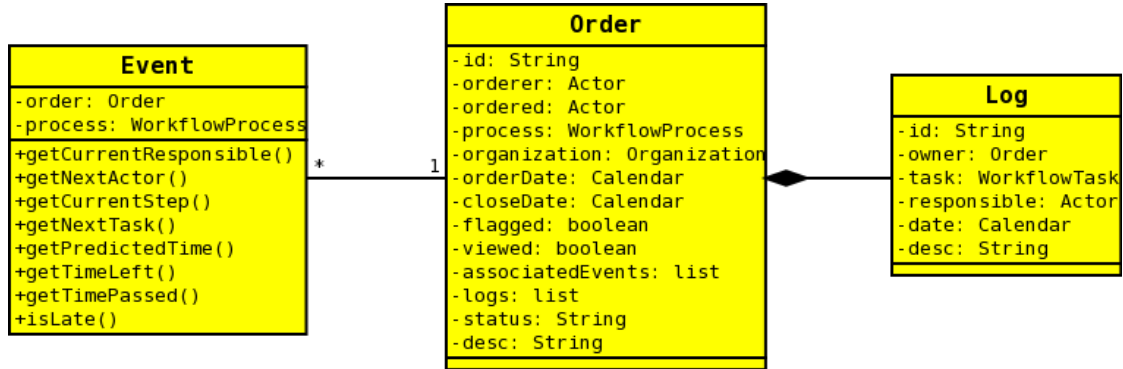 Event
-order: Order
-process: WorkflowProcess
+getCurrentResponsible()
+getNextActor()
+getCurrentStep()
+getNextTask()
+getPredictedTime()
+getTimeLeft()
+getTimePassed()
+isLate()
*
1
Order
-id: String
-orderer: Actor
-ordered: Actor
-process: WorkflowProcess
-organization: Organization
-orderDate: Calendar
-closeDate: Calendar
-flagged: boolean
-viewed: boolean
-associatedEvents: list
-logs: list
-status: String
-desc: String
Log
-id: String
-owner: Order
-task: WorkflowTask
-responsible: Actor
-date: Calendar
-desc: String